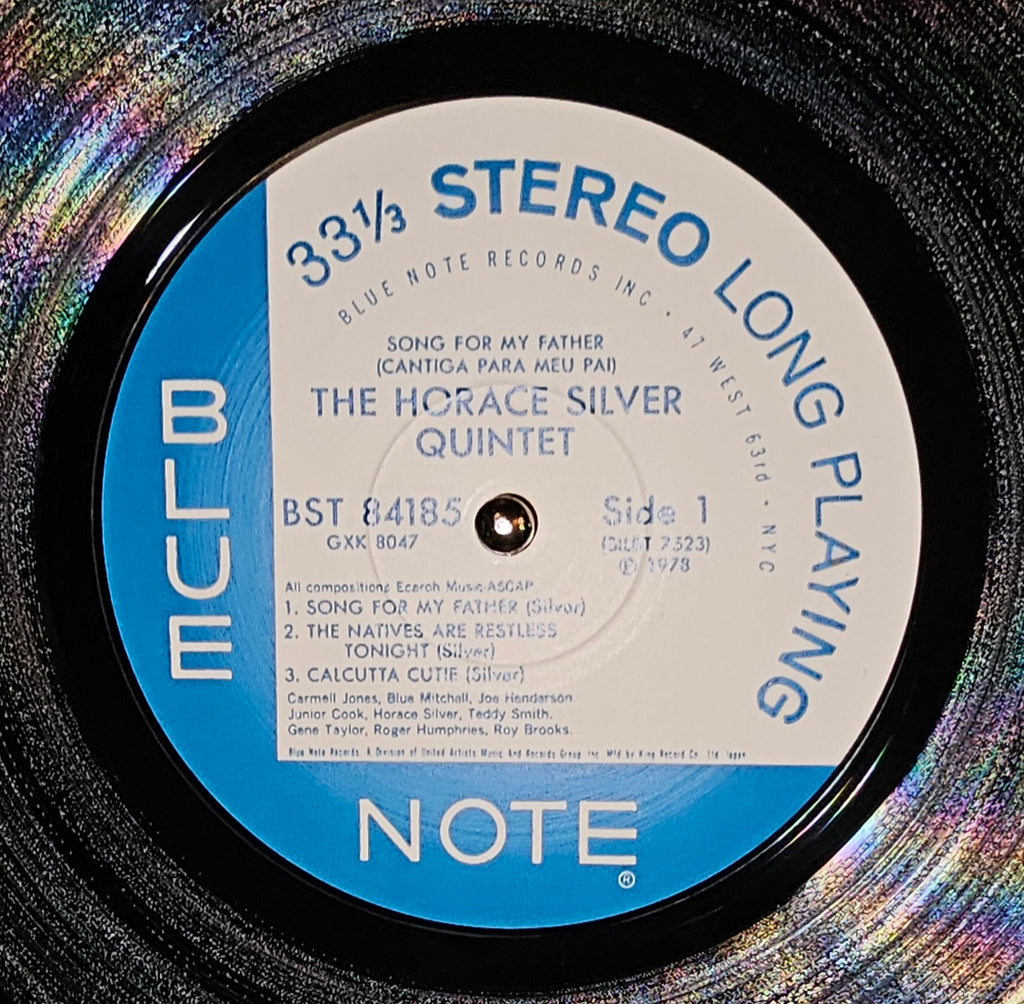 33⅓ STEREO LONG PLAYING
BLUE NOTE RECORDS INC · 47 WEST 63rd · NYC
SONG FOR MY FATHER
(CANTIGA PARA MEU PAI)
THE HORACE SILVER
QUINTET
BST 84185 Side 1
GXK 8047
℗ 1978
All compositions Ecaroh Music-ASCAP
1. SONG FOR MY FATHER (Silver)
2. THE NATIVES ARE RESTLESS
TONIGHT (Silver)
3. CALCUTTA CUTIE (Silver)
Carmell Jones, Blue Mitchell, Joe Henderson.
Junior Cook, Horace Silver, Teddy Smith.
Gene Taylor, Roger Humphries, Roy Brooks.
Blue Note Records, A Division of United Artists Music And Records Group Inc. Mfd by King Record Co. Ltd. Japan
BLUE
NOTE
®